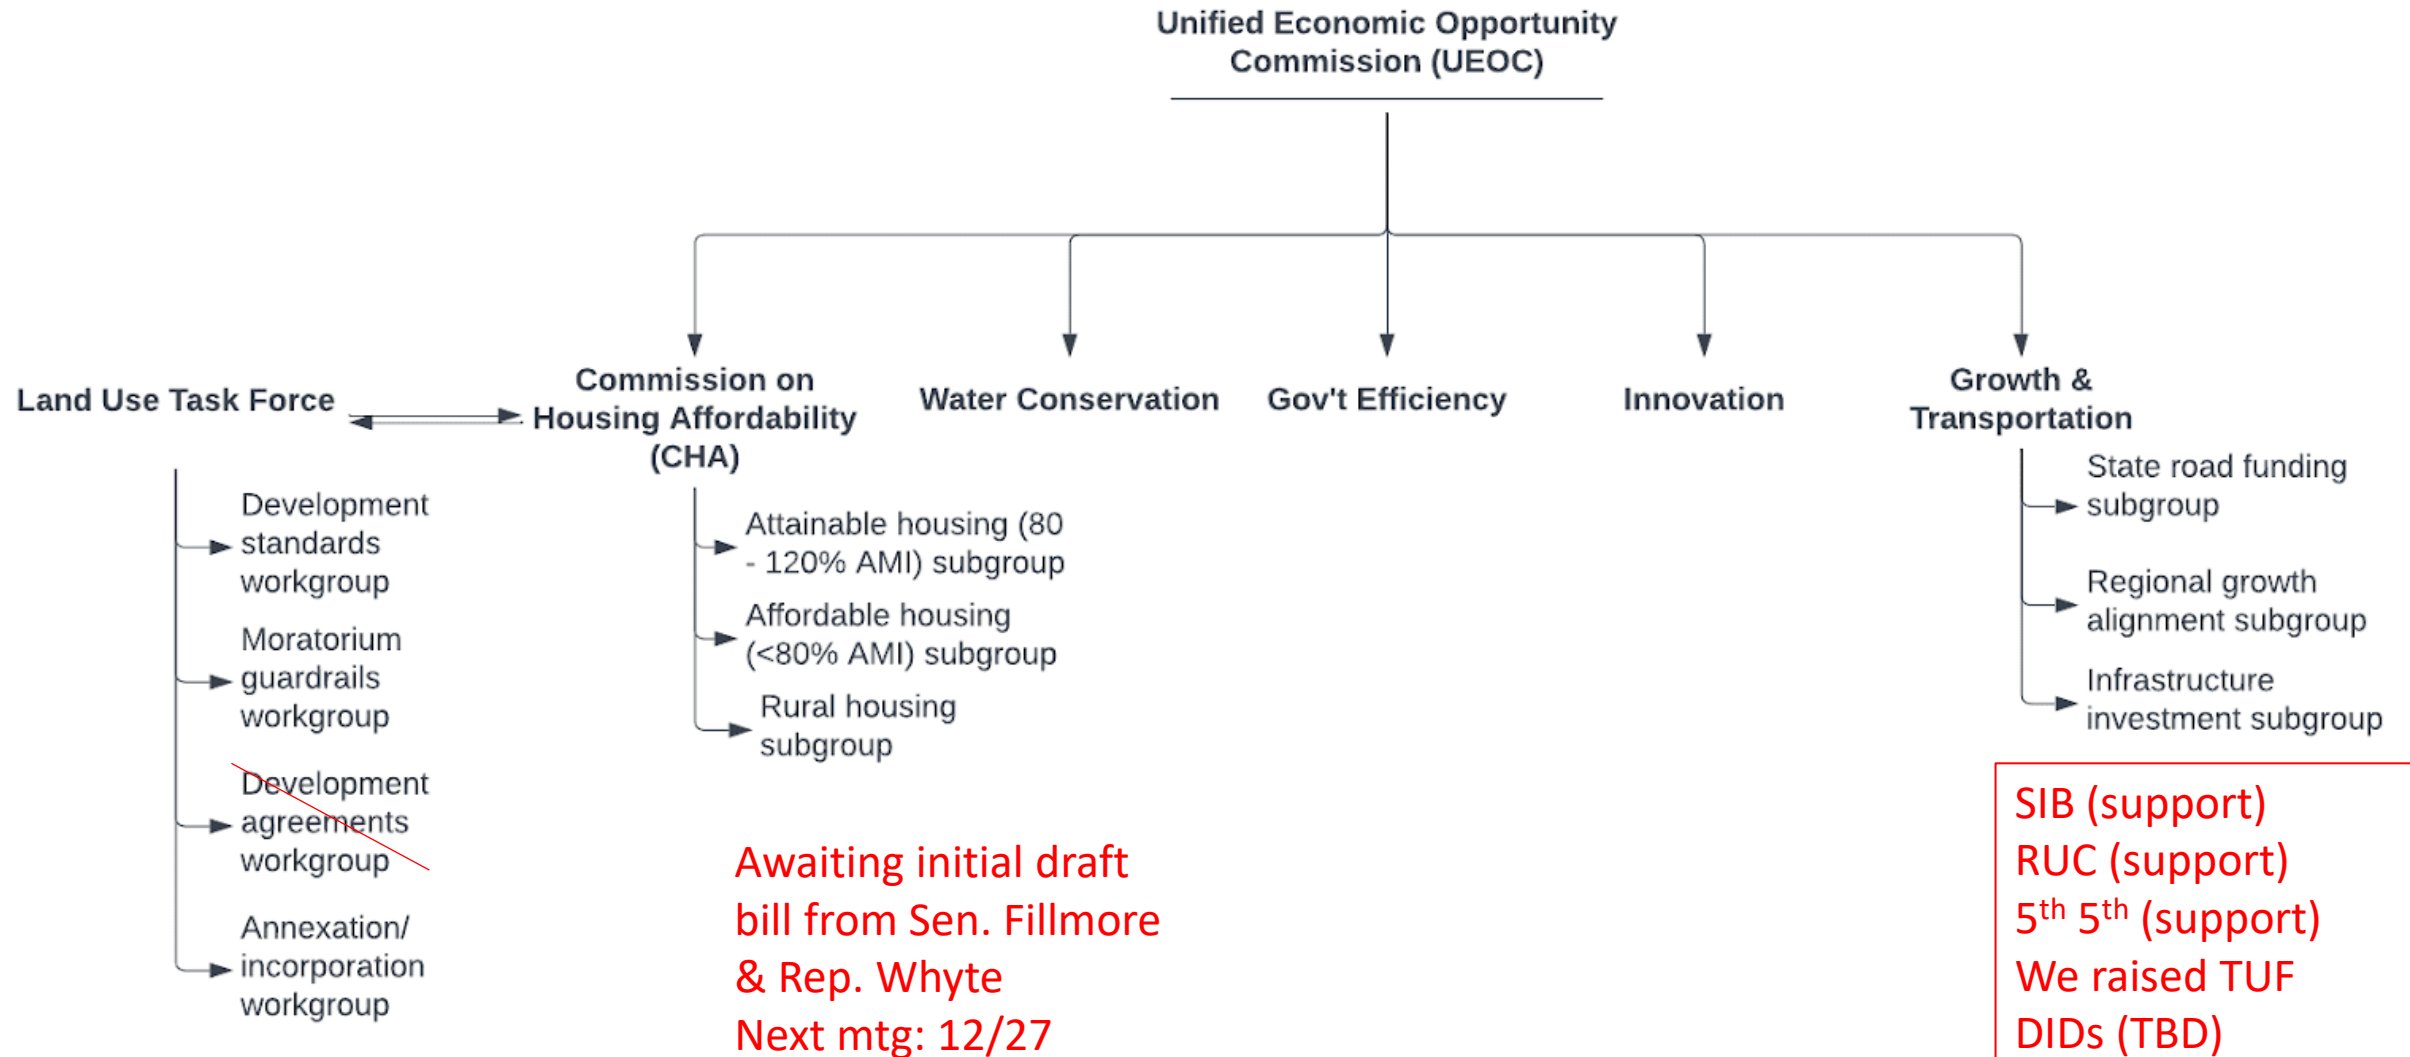 Unified Economic Opportunity
Commission (UEOC)
Land Use Task Force
Development
standards
workgroup
Moratorium
guardrails
workgroup
Development
agreements
workgroup
Annexation/
incorporation
workgroup
Commission on
Housing Affordability
(CHA)
Attainable housing (80
- 120% AMI) subgroup
Affordable housing
(<80% AMI) subgroup
Rural housing
subgroup
Awaiting initial draft
bill from Sen. Fillmore
& Rep. Whyte
Next mtg: 12/27
Water Conservation
Gov't Efficiency
Innovation
Growth &
Transportation
State road funding
subgroup
Regional growth
alignment subgroup
Infrastructure
investment subgroup
SIB (support)
RUC (support)
5th 5th (support)
We raised TUF
DIDs (TBD)